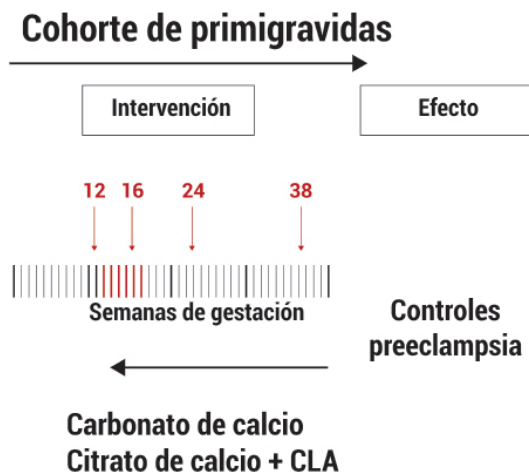 Cohorte de primigravidas
Intervención Efecto
12 16 24 38
Semanas de gestación
Controles
preeclampsia
Carbonato de calcio
Citrato de calcio + CLA